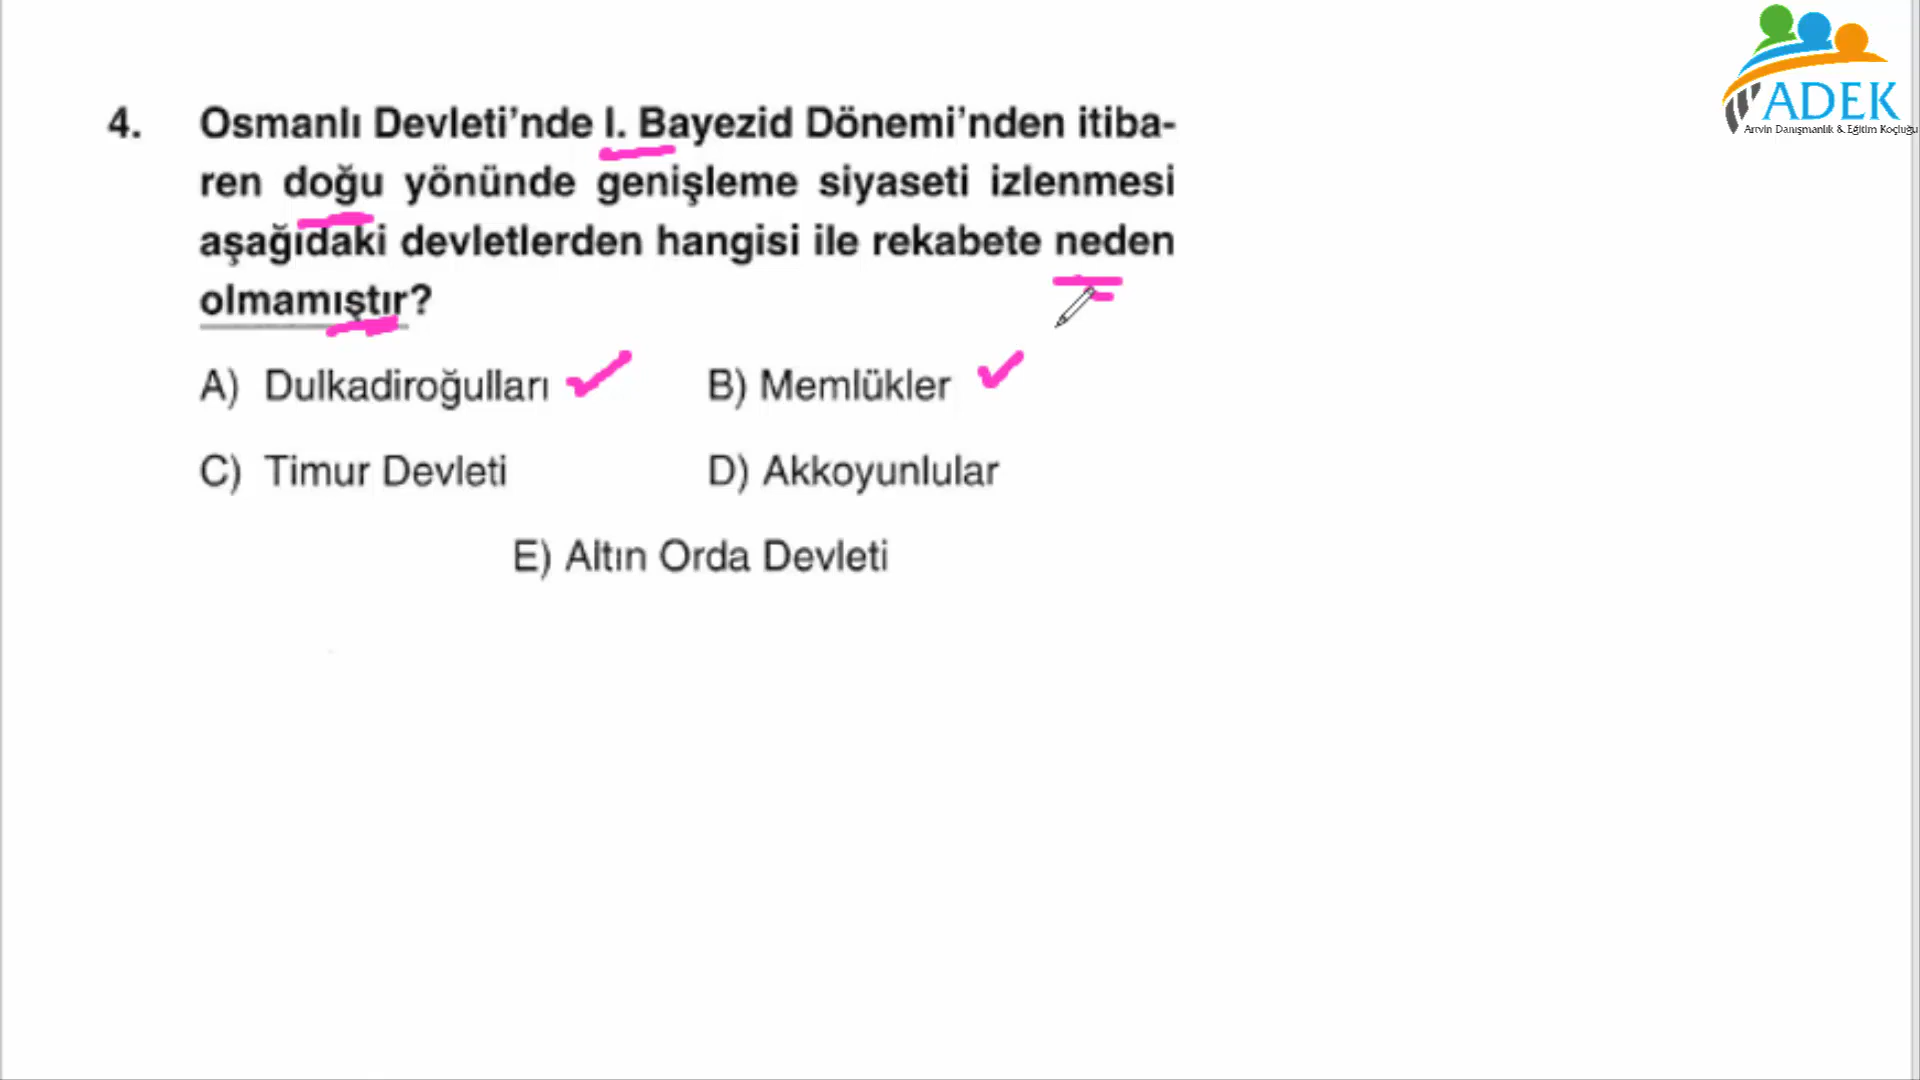 ADEK
Artvin Danışmanlık & Eğitim Koçluğu
4. Osmanlı Devleti'nde I. Bayezid Dönemi'nden itiba-
ren doğu yönünde genişleme siyaseti izlenmesi
aşağıdaki devletlerden hangisi ile rekabete neden
olmamıştır?
A) Dulkadiroğulları B) Memlükler
C) Timur Devleti D) Akkoyunlular
E) Altın Orda Devleti